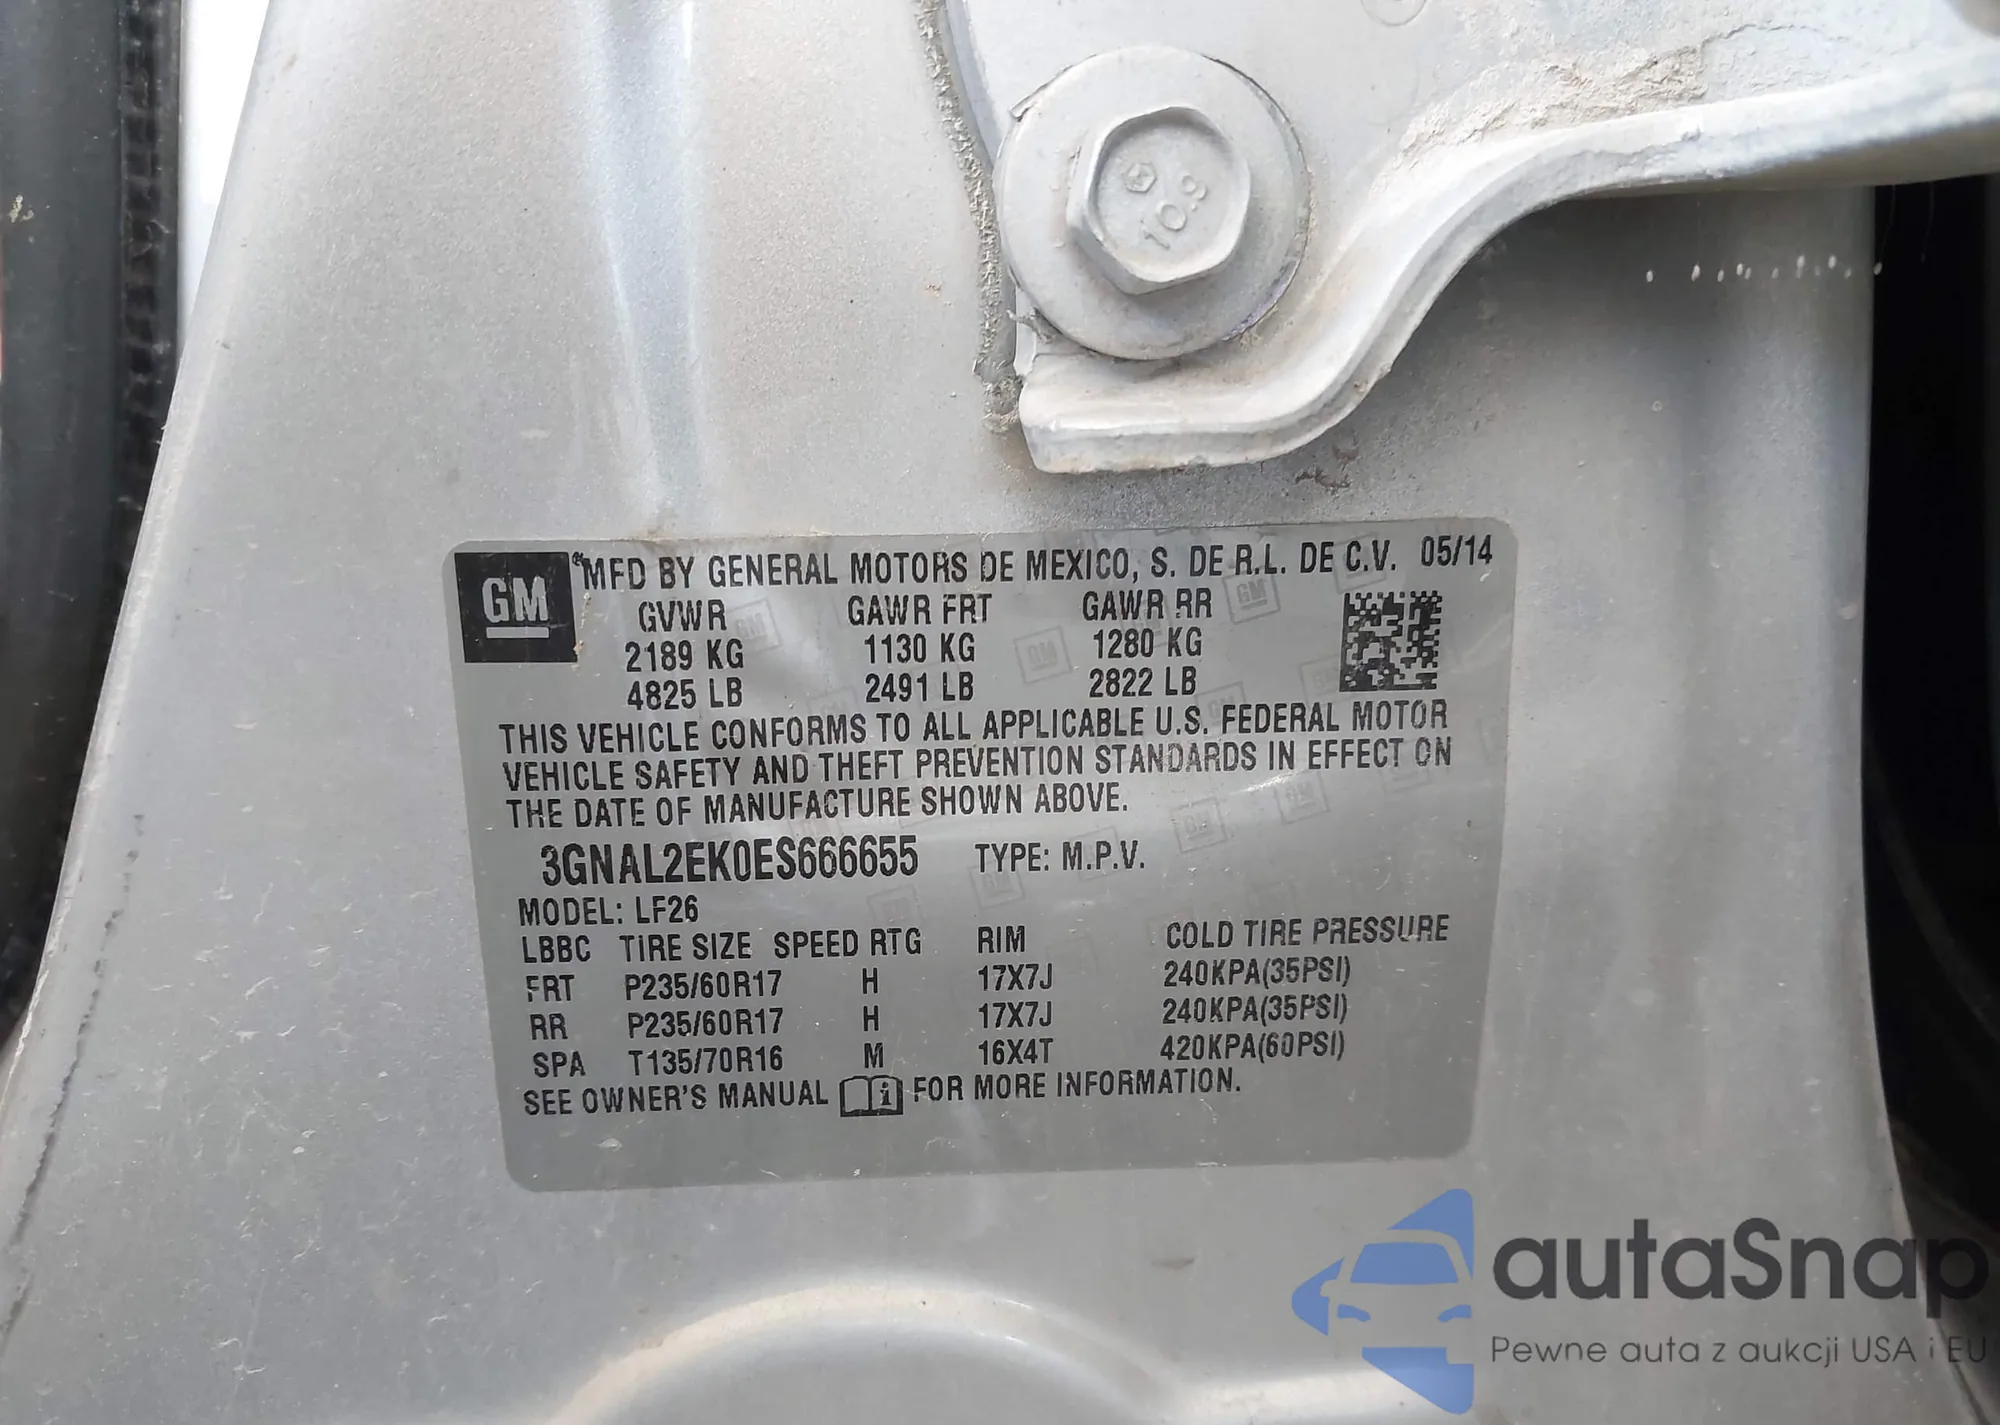 10.9
GM
MFD BY GENERAL MOTORS DE MEXICO, S. DE R.L. DE C.V. 05/14
GVWR GAWR FRT GAWR RR
2189 KG 1130 KG 1280 KG
4825 LB 2491 LB 2822 LB
THIS VEHICLE CONFORMS TO ALL APPLICABLE U.S. FEDERAL MOTOR
VEHICLE SAFETY AND THEFT PREVENTION STANDARDS IN EFFECT ON
THE DATE OF MANUFACTURE SHOWN ABOVE.
3GNAL2EK0ES666655 TYPE: M.P.V.
MODEL: LF26
LBBC TIRE SIZE SPEED RTG RIM COLD TIRE PRESSURE
FRT P235/60R17 H 17X7J 240KPA(35PSI)
RR P235/60R17 H 17X7J 240KPA(35PSI)
SPA T135/70R16 M 16X4T 420KPA(60PSI)
SEE OWNER'S MANUAL i FOR MORE INFORMATION.
autaSnap
Pewne auta z aukcji USA i EU